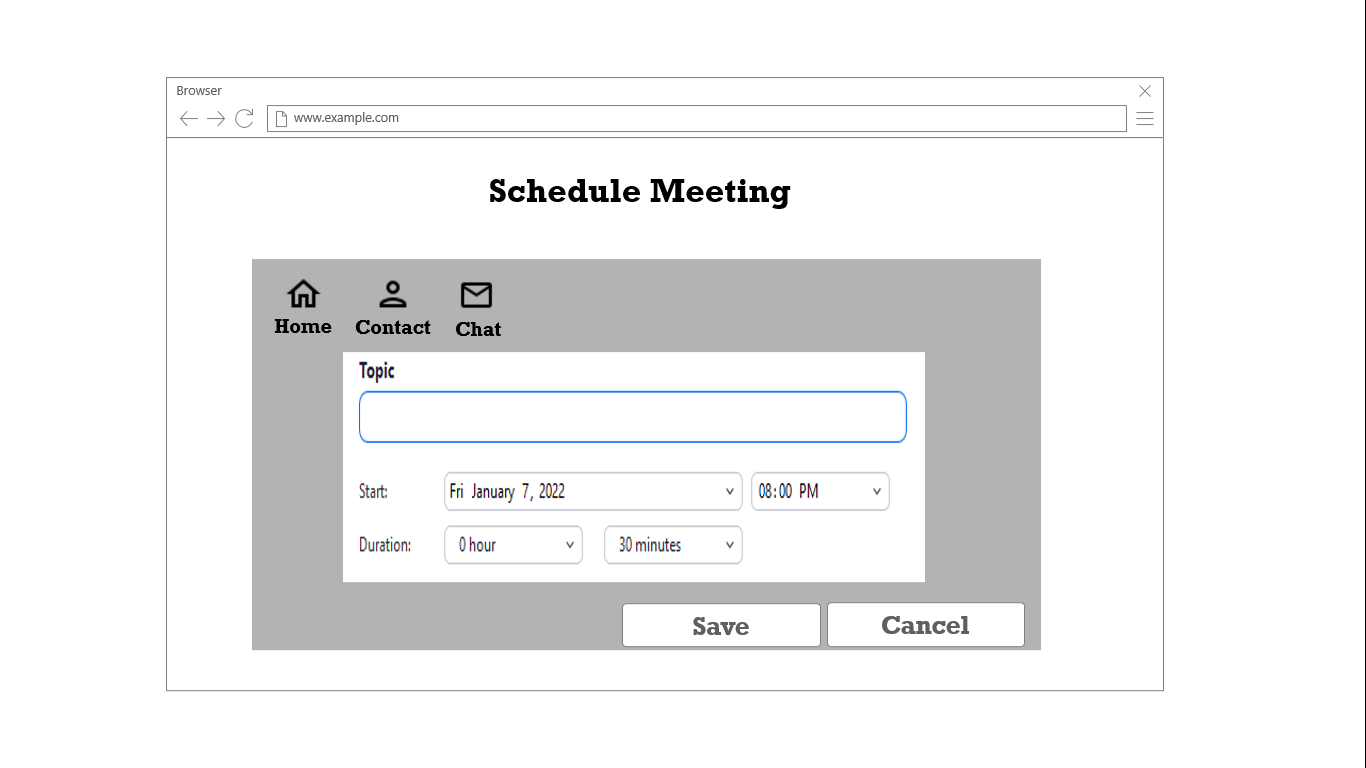 Browser
www.example.com
Schedule Meeting
Home Contact Chat
Topic
Start: Fri January 7, 2022 08:00 PM
Duration: 0 hour 30 minutes
Save Cancel